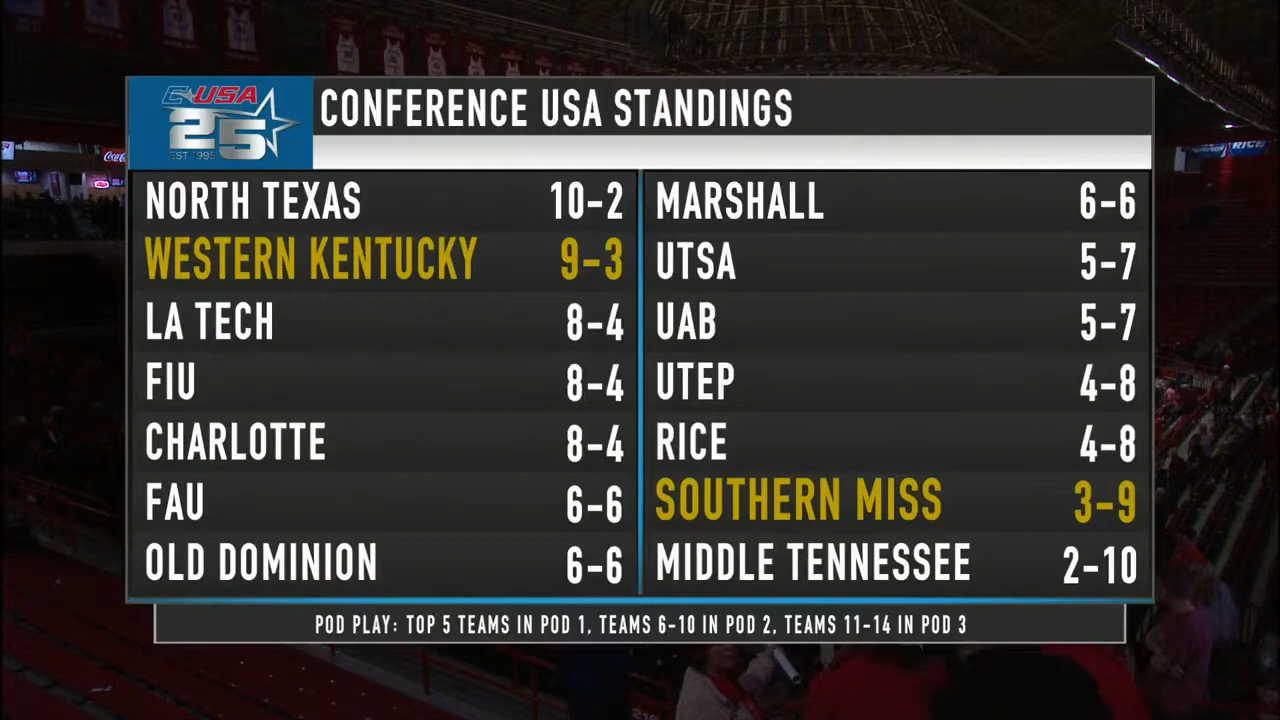 C-USA
25
EST 1995
CONFERENCE USA STANDINGS
NORTH TEXAS 10-2
WESTERN KENTUCKY 9-3
LA TECH 8-4
FIU 8-4
CHARLOTTE 8-4
FAU 6-6
OLD DOMINION 6-6
MARSHALL 6-6
UTSA 5-7
UAB 5-7
UTEP 4-8
RICE 4-8
SOUTHERN MISS 3-9
MIDDLE TENNESSEE 2-10
POD PLAY: TOP 5 TEAMS IN POD 1, TEAMS 6-10 IN POD 2, TEAMS 11-14 IN POD 3
Coca
RICE